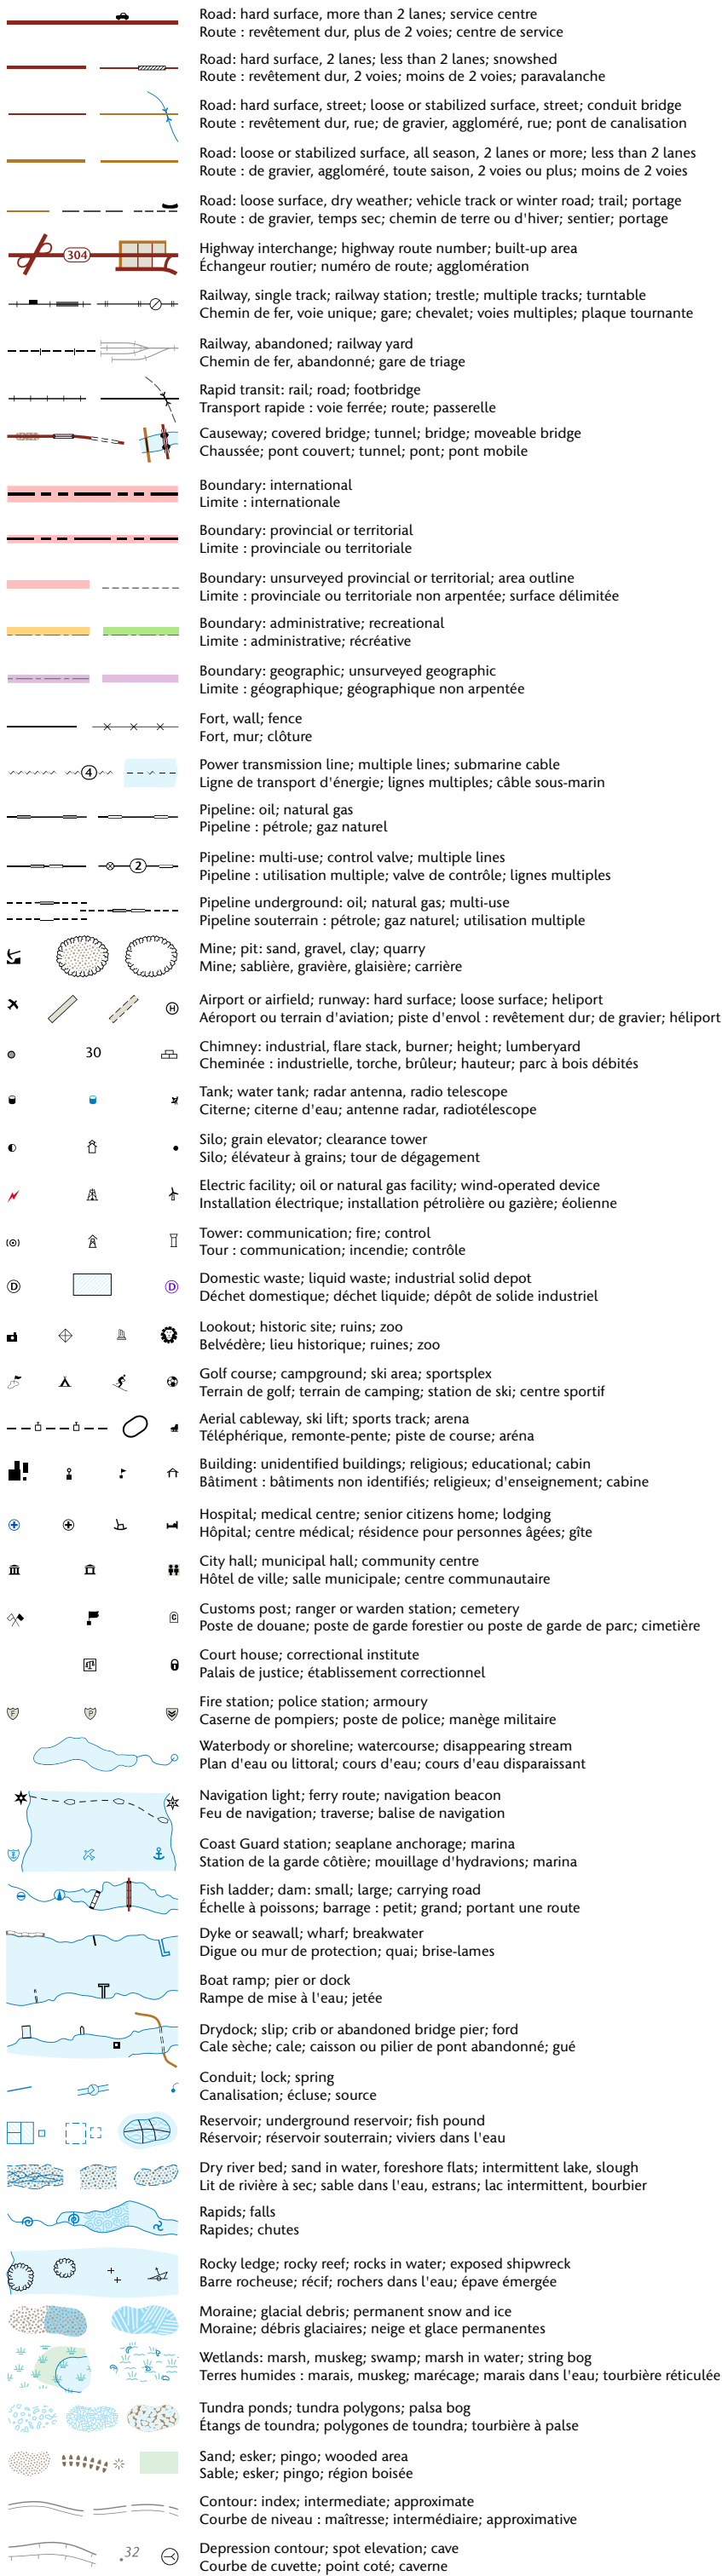 Road: hard surface, more than 2 lanes; service centre
Route : revêtement dur, plus de 2 voies; centre de service
Road: hard surface, 2 lanes; less than 2 lanes; snowshed
Route : revêtement dur, 2 voies; moins de 2 voies; paravalanche
Road: hard surface, street; loose or stabilized surface, street; conduit bridge
Route : revêtement dur, rue; de gravier, aggloméré, rue; pont de canalisation
Road: loose or stabilized surface, all season, 2 lanes or more; less than 2 lanes
Route : de gravier, aggloméré, toute saison, 2 voies ou plus; moins de 2 voies
Road: loose surface, dry weather; vehicle track or winter road; trail; portage
Route : de gravier, temps sec; chemin de terre ou d'hiver; sentier; portage
304
Highway interchange; highway route number; built-up area
Échangeur routier; numéro de route; agglomération
Railway, single track; railway station; trestle; multiple tracks; turntable
Chemin de fer, voie unique; gare; chevalet; voies multiples; plaque tournante
Railway, abandoned; railway yard
Chemin de fer, abandonné; gare de triage
Rapid transit: rail; road; footbridge
Transport rapide : voie ferrée; route; passerelle
Causeway; covered bridge; tunnel; bridge; moveable bridge
Chaussée; pont couvert; tunnel; pont; pont mobile
Boundary: international
Limite : internationale
Boundary: provincial or territorial
Limite : provinciale ou territoriale
Boundary: unsurveyed provincial or territorial; area outline
Limite : provinciale ou territoriale non arpentée; surface délimitée
Boundary: administrative; recreational
Limite : administrative; récréative
Boundary: geographic; unsurveyed geographic
Limite : géographique; géographique non arpentée
Fort, wall; fence
Fort, mur; clôture
4
Power transmission line; multiple lines; submarine cable
Ligne de transport d'énergie; lignes multiples; câble sous-marin
Pipeline: oil; natural gas
Pipeline : pétrole; gaz naturel
2
Pipeline: multi-use; control valve; multiple lines
Pipeline : utilisation multiple; valve de contrôle; lignes multiples
Pipeline underground: oil; natural gas; multi-use
Pipeline souterrain : pétrole; gaz naturel; utilisation multiple
Mine; pit: sand, gravel, clay; quarry
Mine; sablière, gravière, glaisière; carrière
H
Airport or airfield; runway: hard surface; loose surface; heliport
Aéroport ou terrain d'aviation; piste d'envol : revêtement dur; de gravier; héliport
30
Chimney: industrial, flare stack, burner; height; lumberyard
Cheminée : industrielle, torche, brûleur; hauteur; parc à bois débités
Tank; water tank; radar antenna, radio telescope
Citerne; citerne d'eau; antenne radar, radiotélescope
Silo; grain elevator; clearance tower
Silo; élévateur à grains; tour de dégagement
Electric facility; oil or natural gas facility; wind-operated device
Installation électrique; installation pétrolière ou gazière; éolienne
Tower: communication; fire; control
Tour : communication; incendie; contrôle
D D
Domestic waste; liquid waste; industrial solid depot
Déchet domestique; déchet liquide; dépôt de solide industriel
Lookout; historic site; ruins; zoo
Belvédère; lieu historique; ruines; zoo
Golf course; campground; ski area; sportsplex
Terrain de golf; terrain de camping; station de ski; centre sportif
Aerial cableway, ski lift; sports track; arena
Téléphérique, remonte-pente; piste de course; aréna
Building: unidentified buildings; religious; educational; cabin
Bâtiment : bâtiments non identifiés; religieux; d'enseignement; cabine
Hospital; medical centre; senior citizens home; lodging
Hôpital; centre médical; résidence pour personnes âgées; gîte
City hall; municipal hall; community centre
Hôtel de ville; salle municipale; centre communautaire
C
Customs post; ranger or warden station; cemetery
Poste de douane; poste de garde forestier ou poste de garde de parc; cimetière
Court house; correctional institute
Palais de justice; établissement correctionnel
F P
Fire station; police station; armoury
Caserne de pompiers; poste de police; manège militaire
Waterbody or shoreline; watercourse; disappearing stream
Plan d'eau ou littoral; cours d'eau; cours d'eau disparaissant
Navigation light; ferry route; navigation beacon
Feu de navigation; traverse; balise de navigation
Coast Guard station; seaplane anchorage; marina
Station de la garde côtière; mouillage d'hydravions; marina
Fish ladder; dam: small; large; carrying road
Échelle à poissons; barrage : petit; grand; portant une route
Dyke or seawall; wharf; breakwater
Digue ou mur de protection; quai; brise-lames
Boat ramp; pier or dock
Rampe de mise à l'eau; jetée
Drydock; slip; crib or abandoned bridge pier; ford
Cale sèche; cale; caisson ou pilier de pont abandonné; gué
Conduit; lock; spring
Canalisation; écluse; source
Reservoir; underground reservoir; fish pound
Réservoir; réservoir souterrain; viviers dans l'eau
Dry river bed; sand in water, foreshore flats; intermittent lake, slough
Lit de rivière à sec; sable dans l'eau, estrans; lac intermittent, bourbier
Rapids; falls
Rapides; chutes
Rocky ledge; rocky reef; rocks in water; exposed shipwreck
Barre rocheuse; récif; rochers dans l'eau; épave émergée
Moraine; glacial debris; permanent snow and ice
Moraine; débris glaciaires; neige et glace permanentes
Wetlands: marsh, muskeg; swamp; marsh in water; string bog
Terres humides : marais, muskeg; marécage; marais dans l'eau; tourbière réticulée
Tundra ponds; tundra polygons; palsa bog
Étangs de toundra; polygones de toundra; tourbière à palse
Sand; esker; pingo; wooded area
Sable; esker; pingo; région boisée
Contour: index; intermediate; approximate
Courbe de niveau : maîtresse; intermédiaire; approximative
.32
Depression contour; spot elevation; cave
Courbe de cuvette; point coté; caverne